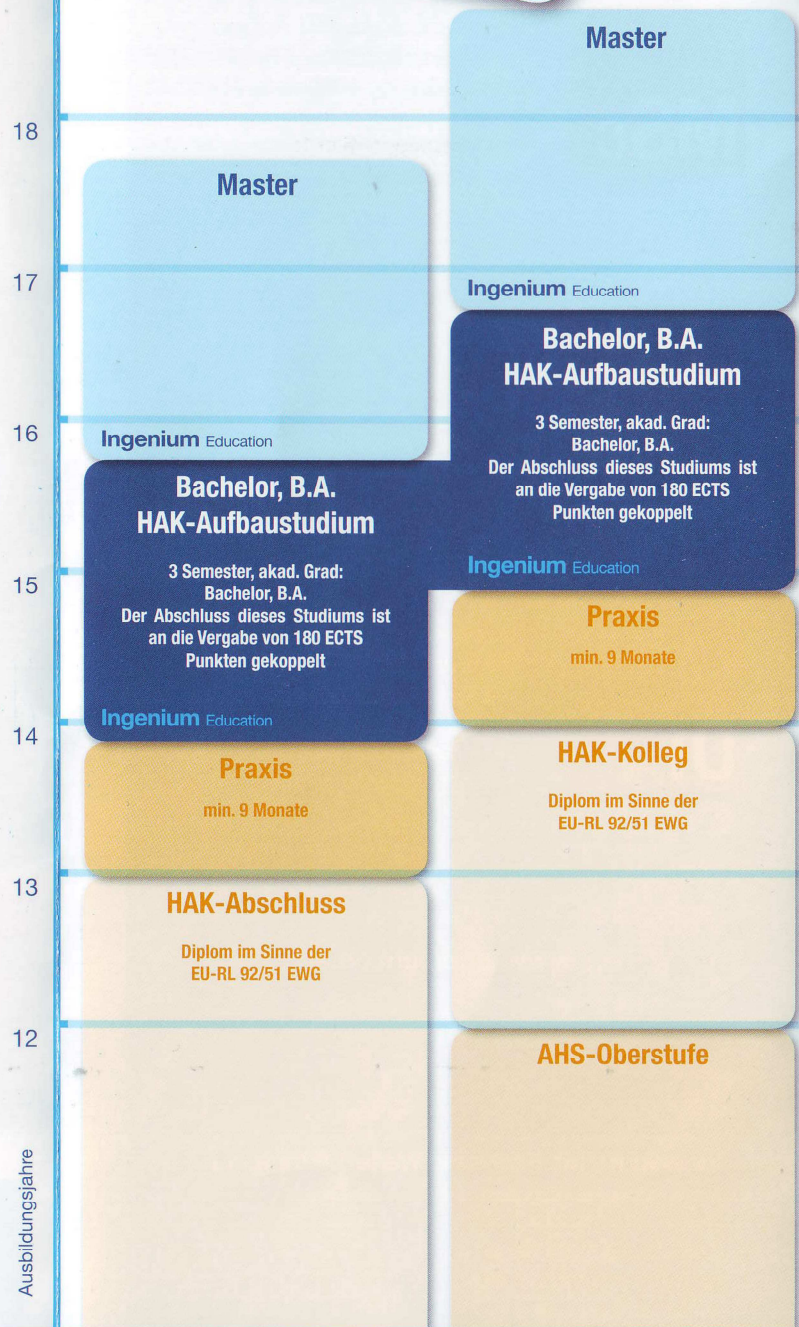 Master
18
Master
17
Ingenium Education
Bachelor, B.A.
HAK-Aufbaustudium
3 Semester, akad. Grad:
Bachelor, B.A.
Der Abschluss dieses Studiums ist
an die Vergabe von 180 ECTS
Punkten gekoppelt
Ingenium Education
16
Ingenium Education
Bachelor, B.A.
HAK-Aufbaustudium
3 Semester, akad. Grad:
Bachelor, B.A.
Der Abschluss dieses Studiums ist
an die Vergabe von 180 ECTS
Punkten gekoppelt
Ingenium Education
15
Praxis
min. 9 Monate
14
HAK-Kolleg
Diplom im Sinne der
EU-RL 92/51 EWG
Praxis
min. 9 Monate
13
HAK-Abschluss
Diplom im Sinne der
EU-RL 92/51 EWG
12
AHS-Oberstufe
Ausbildungsjahre